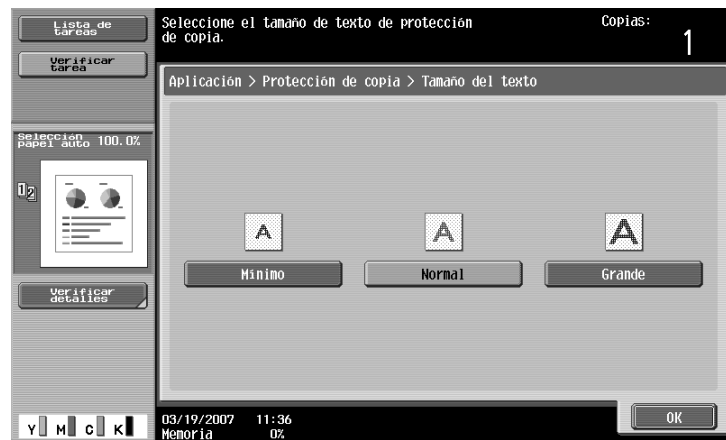 Lista de
tareas
Verificar
tarea
Selección
papel auto 100.0%
12
Verificar
detalles
Y M C K
Seleccione el tamaño de texto de protección
de copia.
Copias:
1
Aplicación > Protección de copia > Tamaño del texto
A A A
Mínimo Normal Grande
03/19/2007 11:36
Memoria 0%
OK